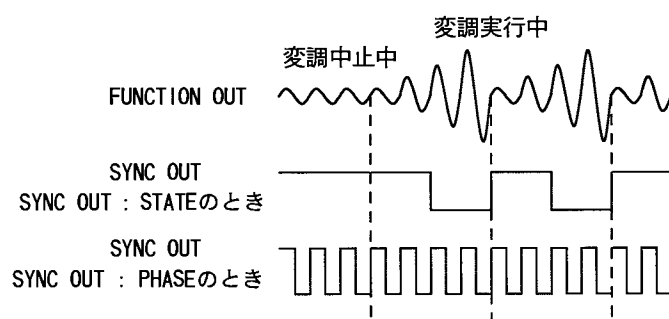 変調実行中
変調中止中
FUNCTION OUT
SYNC OUT
SYNC OUT : STATEのとき
SYNC OUT
SYNC OUT : PHASEのとき